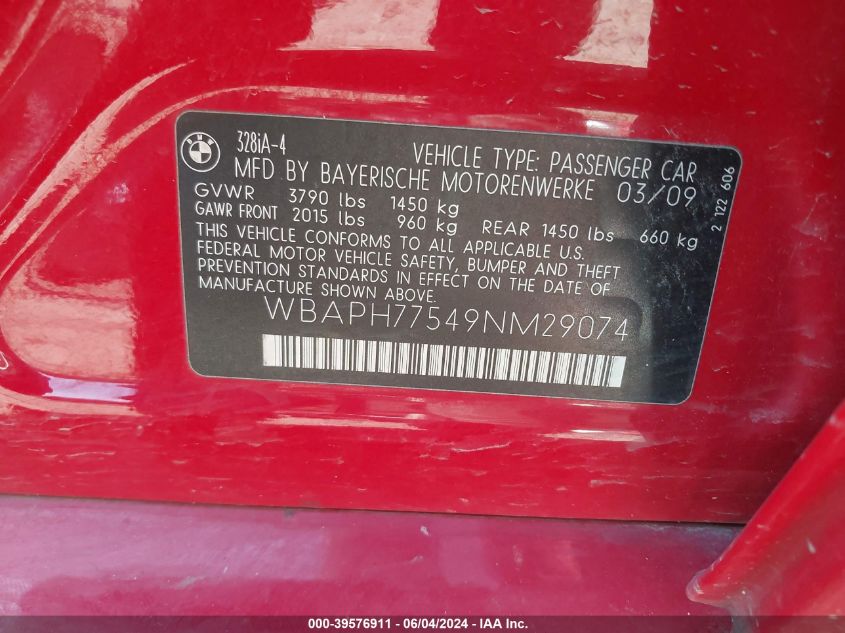 BMW
328iA-4
VEHICLE TYPE: PASSENGER CAR
MFD BY BAYERISCHE MOTORENWERKE 03/09
GVWR 3790 lbs 1450 kg
GAWR FRONT 2015 lbs 960 kg REAR 1450 lbs 660 kg
THIS VEHICLE CONFORMS TO ALL APPLICABLE U.S.
FEDERAL MOTOR VEHICLE SAFETY, BUMPER AND THEFT
PREVENTION STANDARDS IN EFFECT ON THE DATE OF
MANUFACTURE SHOWN ABOVE.
WBAPH77549NM29074
2 122 606
000-39576911 - 06/04/2024 - IAA Inc.